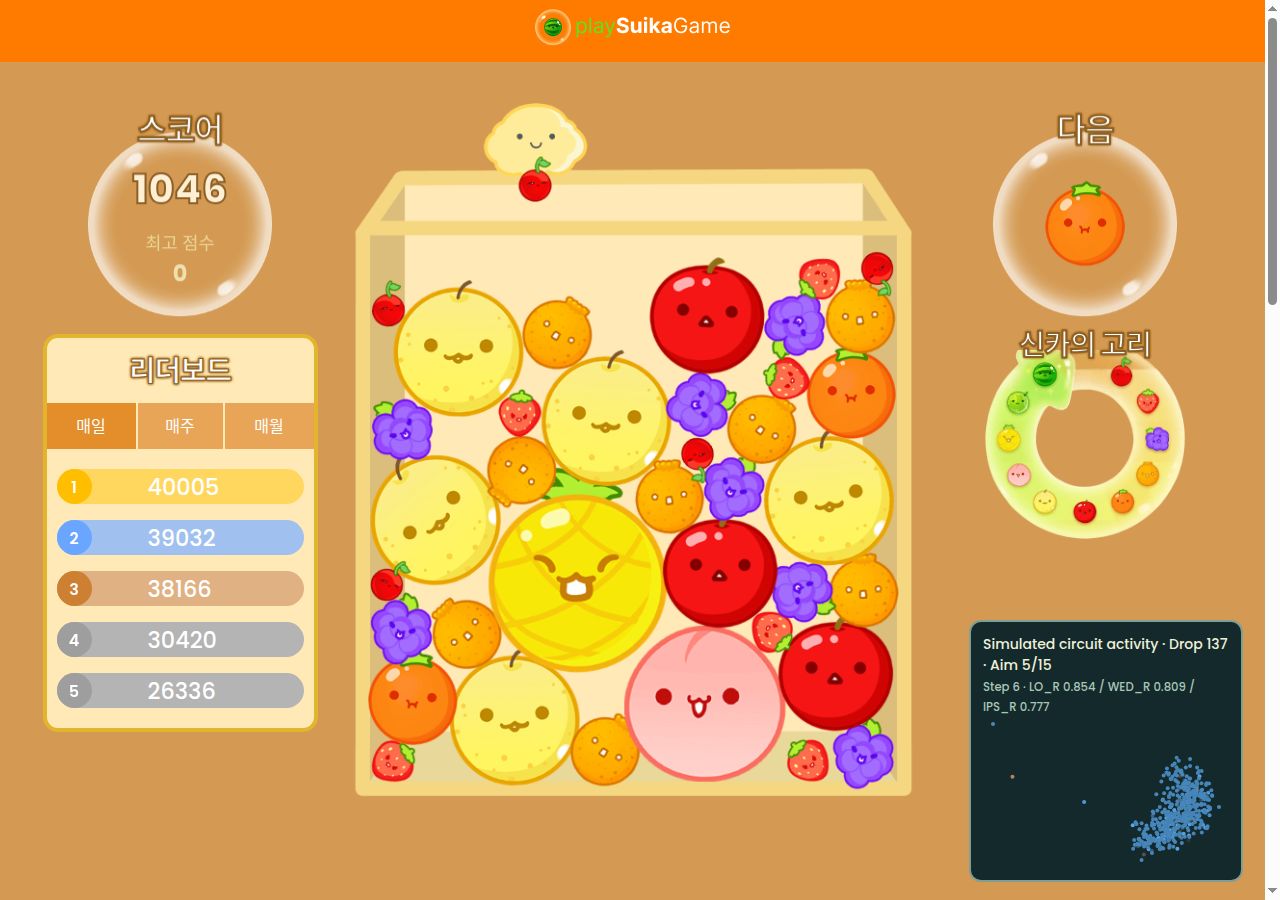 playSuikaGame
스코어
1046
최고 점수
0
다음
신카의 고리
리더보드
매일 매주 매월
1 40005
2 39032
3 38166
4 30420
5 26336
Simulated circuit activity · Drop 137
· Aim 5/15
Step 6 · LO_R 0.854 / WED_R 0.809 /
IPS_R 0.777